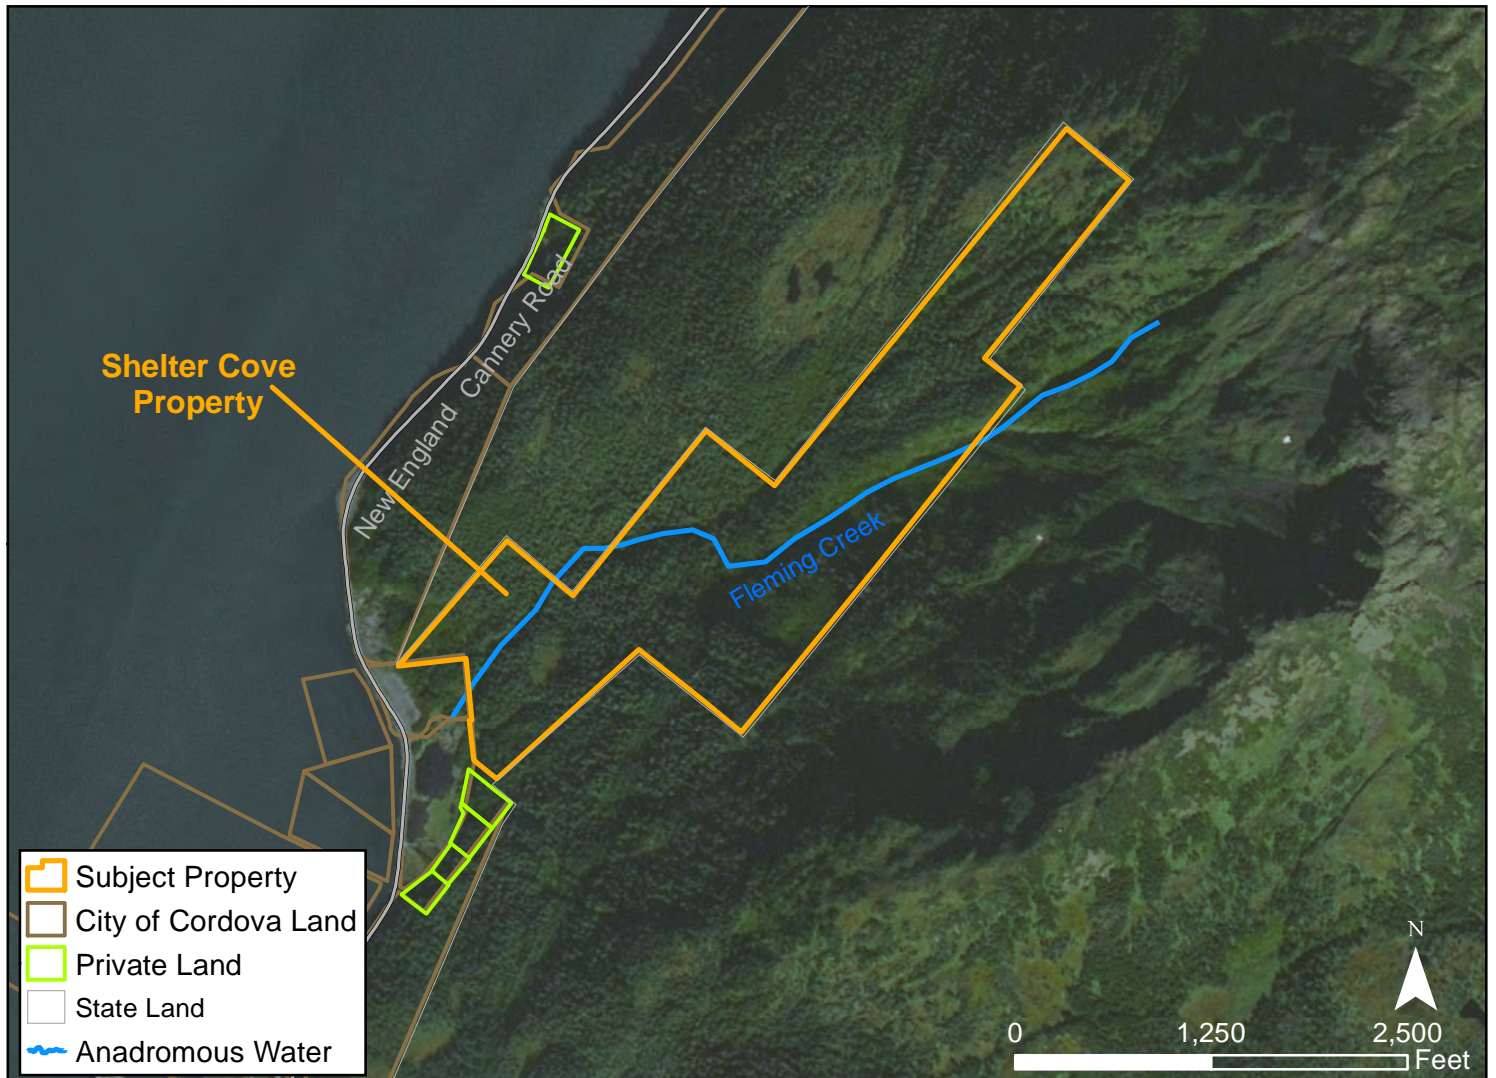 New England Cannery Road
Shelter Cove
Property
Fleming Creek
Subject Property
City of Cordova Land
Private Land
State Land
Anadromous Water
N
0 1,250 2,500
Feet